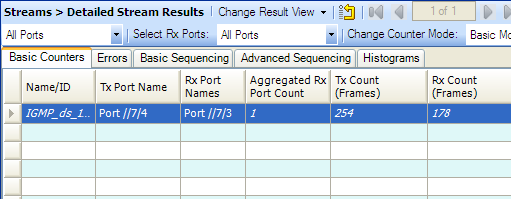 Streams > Detailed Stream Results Change Result View 1 of 1
All Ports Select Rx Ports: All Ports Change Counter Mode: Basic Mo
Basic Counters Errors Basic Sequencing Advanced Sequencing Histograms
Name/ID Tx Port Name Rx Port Names Aggregated Rx Port Count Tx Count (Frames) Rx Count (Frames)
IGMP_ds_1... Port //7/4 Port //7/3 1 254 178